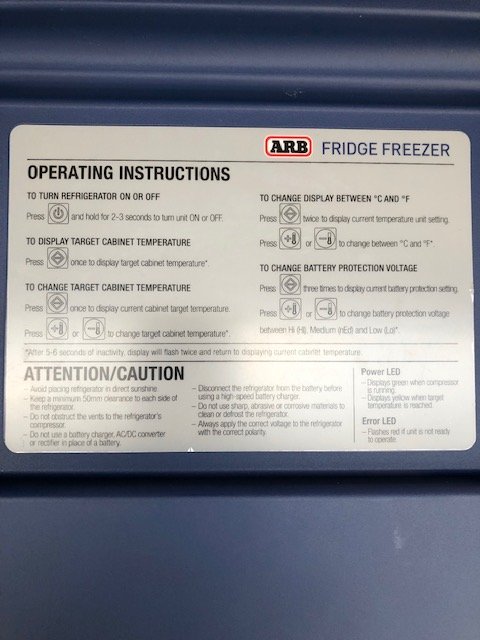 ARB FRIDGE FREEZER
OPERATING INSTRUCTIONS
TO TURN REFRIGERATOR ON OR OFF
Press and hold for 2-3 seconds to turn unit ON or OFF.
TO DISPLAY TARGET CABINET TEMPERATURE
Press once to display target cabinet temperature*.
TO CHANGE TARGET CABINET TEMPERATURE
Press once to display current cabinet target temperature.
Press or to change target cabinet temperature*.
TO CHANGE DISPLAY BETWEEN °C AND °F
Press twice to display current temperature unit setting.
Press or to change between °C and °F*.
TO CHANGE BATTERY PROTECTION VOLTAGE
Press three times to display current battery protection setting.
Press or to change battery protection voltage
between Hi (HI), Medium (nEd) and Low (Lo)*.
*After 5-6 seconds of inactivity, display will flash twice and return to displaying current cabinet temperature.
ATTENTION/CAUTION
– Avoid placing refrigerator in direct sunshine.
– Keep a minimum 50mm clearance to each side of
the refrigerator.
– Do not obstruct the vents to the refrigerator's
compressor.
– Do not use a battery charger, AC/DC converter
or rectifier in place of a battery.
– Disconnect the refrigerator from the battery before
using a high-speed battery charger.
– Do not use sharp, abrasive or corrosive materials to
clean or defrost the refrigerator.
– Always apply the correct voltage to the refrigerator
with the correct polarity.
Power LED
– Displays green when compressor
is running.
– Displays yellow when target
temperature is reached.
Error LED
– Flashes red if unit is not ready
to operate.